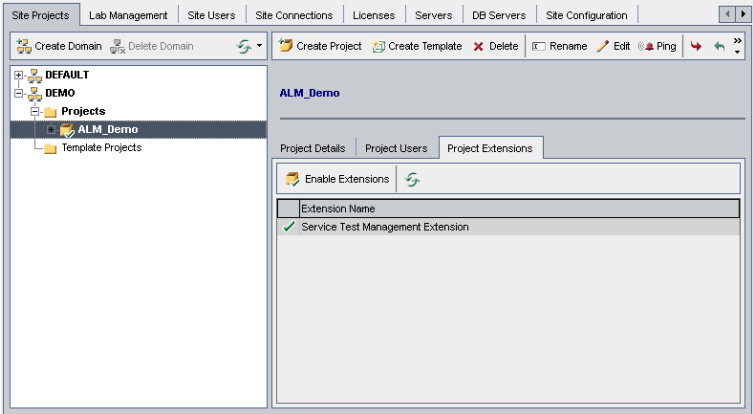 Site Projects Lab Management Site Users Site Connections Licenses Servers DB Servers Site Configuration
Create Domain Delete Domain
Create Project Create Template Delete Rename Edit Ping
DEFAULT
DEMO
Projects
ALM_Demo
Template Projects
ALM_Demo
Project Details Project Users Project Extensions
Enable Extensions
Extension Name
Service Test Management Extension